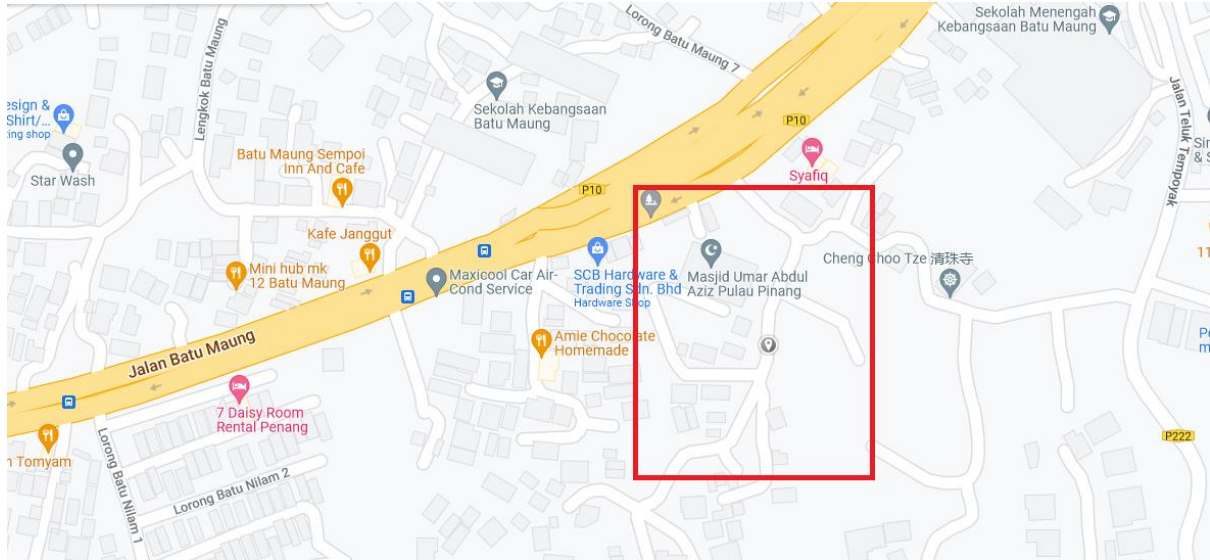 Lorong Batu Maung 7
Sekolah Menengah
Kebangsaan Batu Maung
Lengkok Batu Maung
esign &
Shirt/...
ting shop
Sekolah Kebangsaan
Batu Maung
P10
Jalan Teluk Tempoyak
Star Wash
Batu Maung Sempoi
Inn And Cafe
Syafiq
P10
Kafe Janggut
Mini hub mk
12 Batu Maung
Maxicool Car Air-
Cond Service
SCB Hardware &
Trading Sdn. Bhd
Hardware Shop
Masjid Umar Abdul
Aziz Pulau Pinang
Cheng Choo Tze 清珠寺
11
Jalan Batu Maung
Amie Chocolate
Homemade
7 Daisy Room
Rental Penang
n Tomyam
Lorong Batu Nilam 1
Lorong Batu Nilam 2
P222